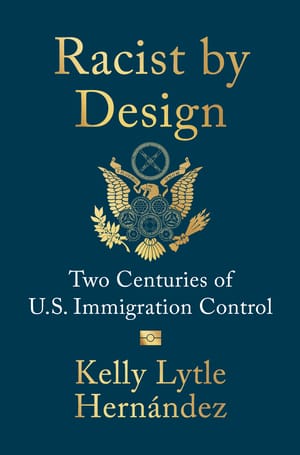 Racist by
Design
Two Centuries of
U.S. Immigration Control
Kelly Lytle
Hernández